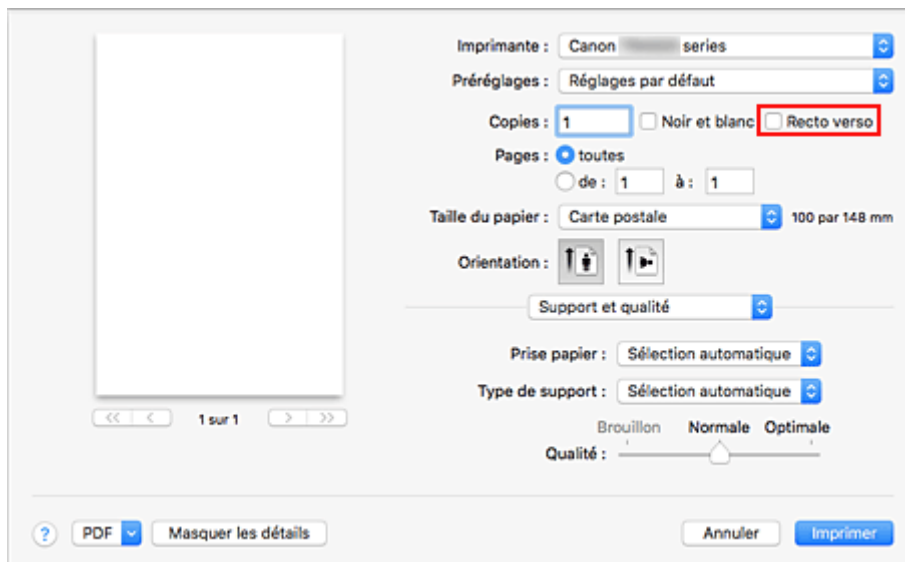 Imprimante : Canon series
Préréglages : Réglages par défaut
Copies : 1 Noir et blanc Recto verso
Pages : toutes
de : 1 à : 1
Taille du papier : Carte postale 100 par 148 mm
Orientation :
Support et qualité
Prise papier : Sélection automatique
Type de support : Sélection automatique
<< < 1 sur 1 > >>
Brouillon Normale Optimale
Qualité :
? PDF Masquer les détails Annuler Imprimer